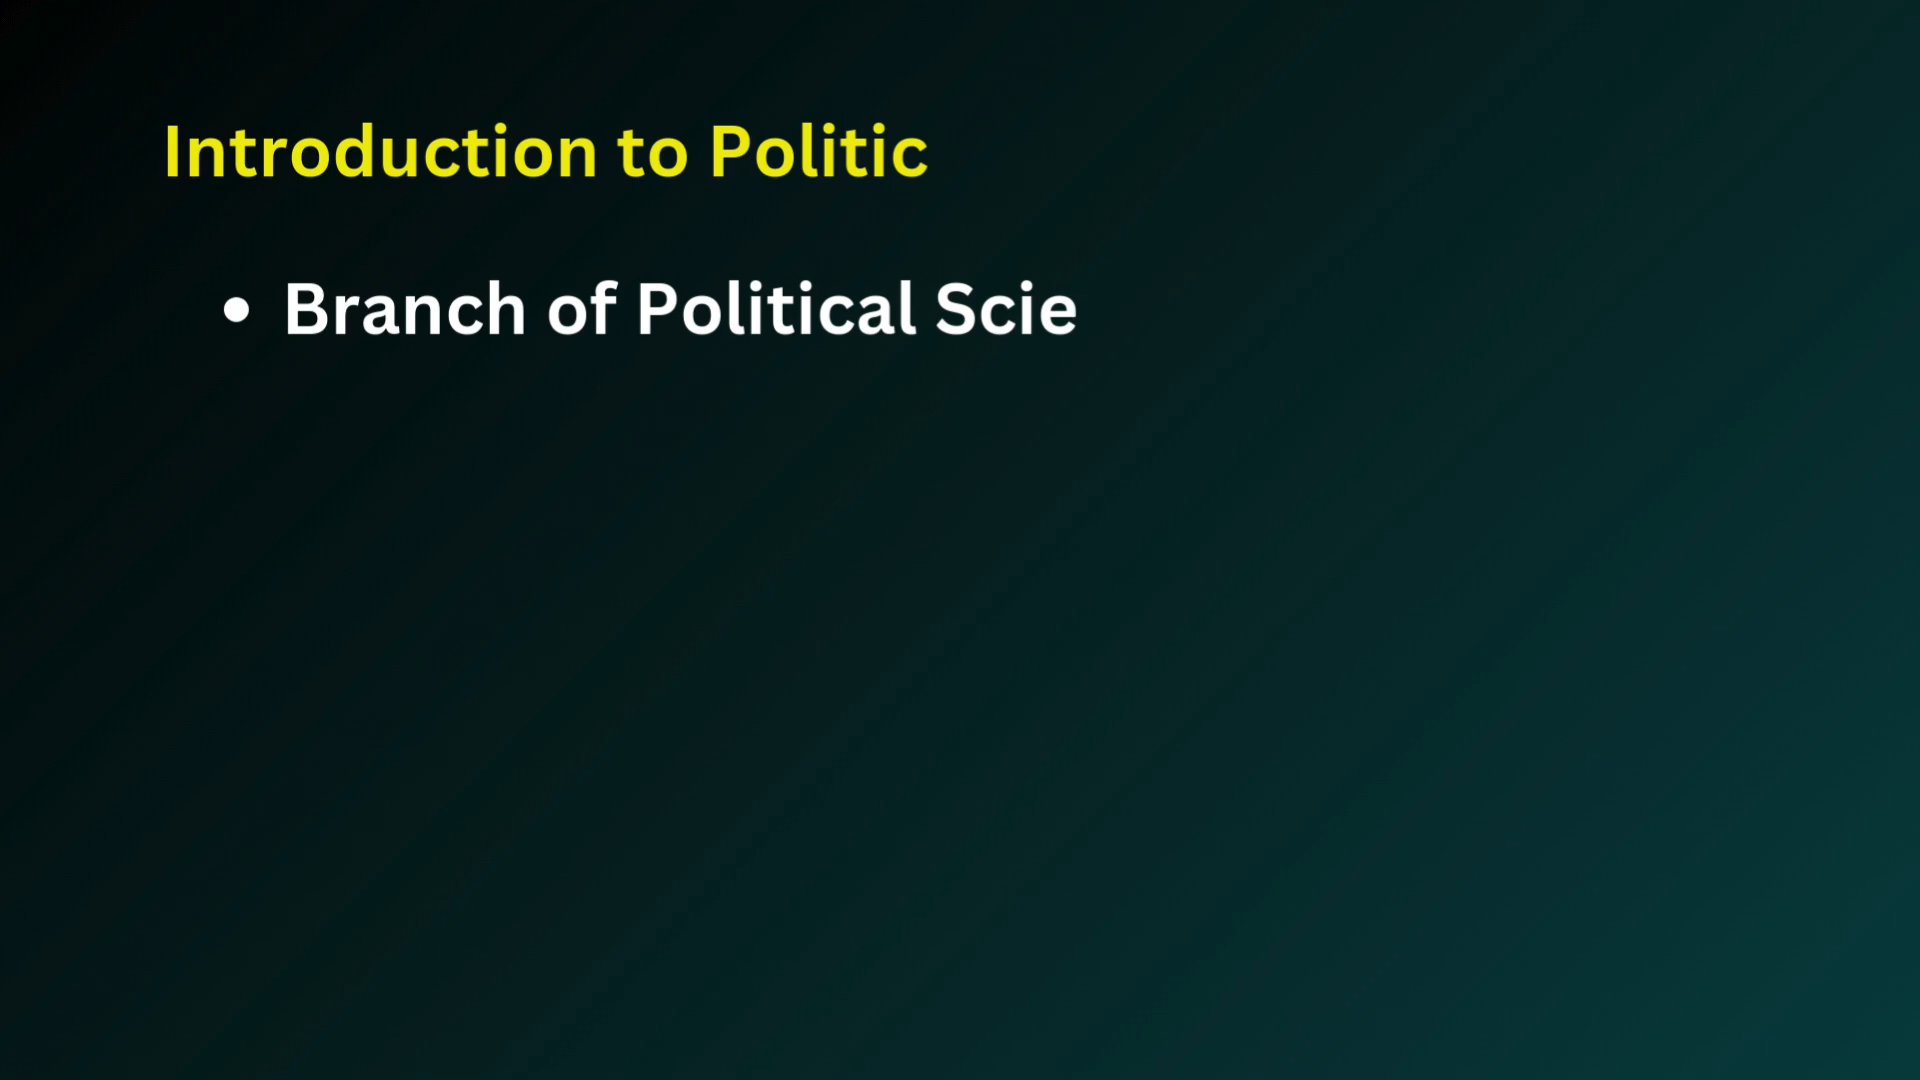 Introduction to Politic
• Branch of Political Scie